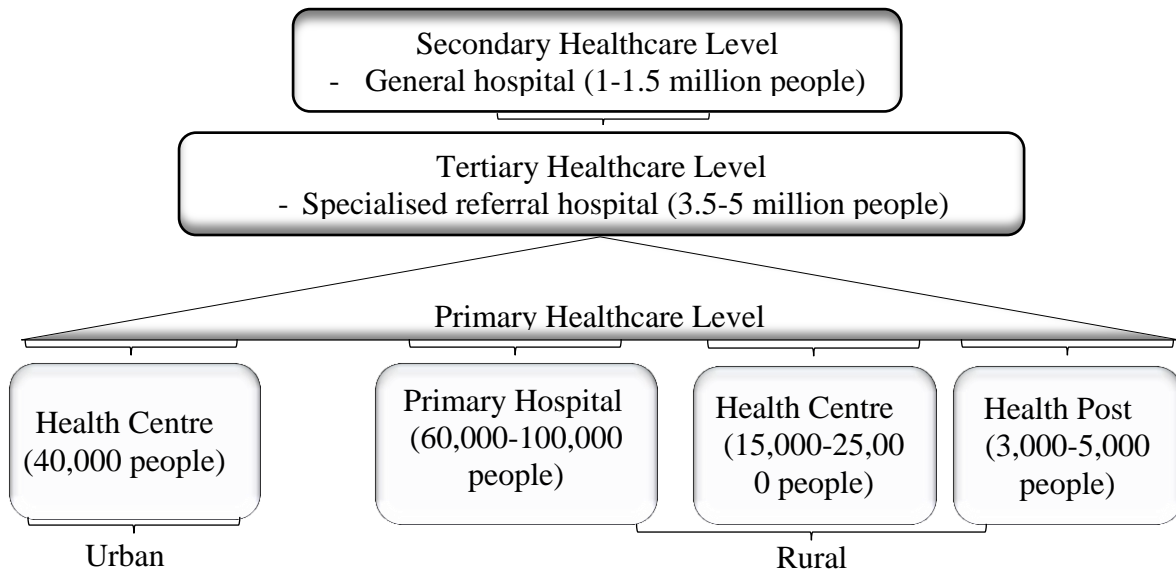 Secondary Healthcare Level
- General hospital (1-1.5 million people)
Tertiary Healthcare Level
- Specialised referral hospital (3.5-5 million people)
Primary Healthcare Level
Health Centre
(40,000 people)
Primary Hospital
(60,000-100,000
people)
Health Centre
(15,000-25,00
0 people)
Health Post
(3,000-5,000
people)
Urban
Rural